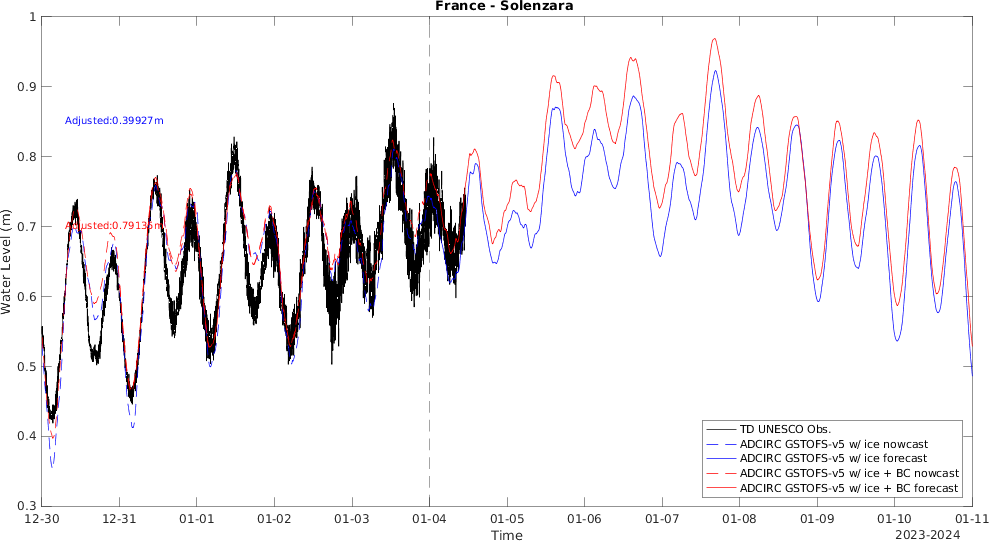 France - Solenzara
Water Level (m)
1
0.9
0.8
0.7
0.6
0.5
0.4
0.3
Adjusted:0.39927m
Adjusted:0.79135m
TD UNESCO Obs.
ADCIRC GSTOFS-v5 w/ ice nowcast
ADCIRC GSTOFS-v5 w/ ice forecast
ADCIRC GSTOFS-v5 w/ ice + BC nowcast
ADCIRC GSTOFS-v5 w/ ice + BC forecast
12-30 12-31 01-01 01-02 01-03 01-04 01-05 01-06 01-07 01-08 01-09 01-10 01-11
Time
2023-2024